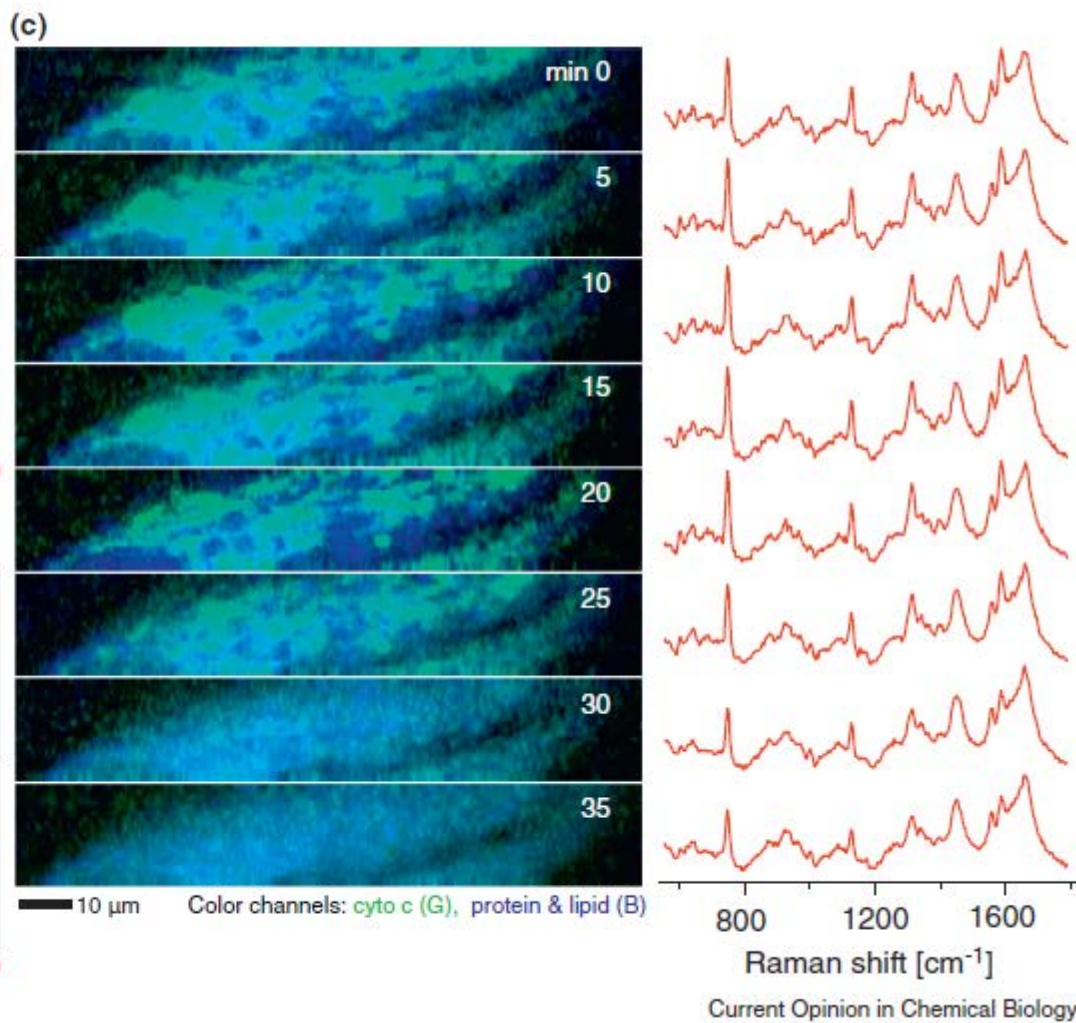 (c)
min 0
5
10
15
20
25
30
35
10 μm Color channels: cyto c (G), protein & lipid (B)
800 1200 1600
Raman shift [cm-1]
Current Opinion in Chemical Biology